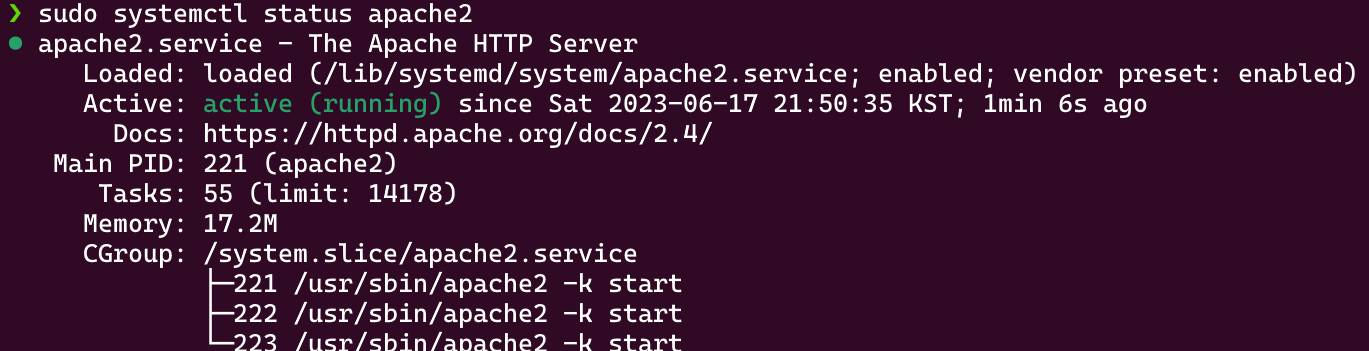 ❯ sudo systemctl status apache2
● apache2.service - The Apache HTTP Server
Loaded: loaded (/lib/systemd/system/apache2.service; enabled; vendor preset: enabled)
Active: active (running) since Sat 2023-06-17 21:50:35 KST; 1min 6s ago
Docs: https://httpd.apache.org/docs/2.4/
Main PID: 221 (apache2)
Tasks: 55 (limit: 14178)
Memory: 17.2M
CGroup: /system.slice/apache2.service
├─221 /usr/sbin/apache2 -k start
├─222 /usr/sbin/apache2 -k start
└─223 /usr/sbin/apache2 -k start